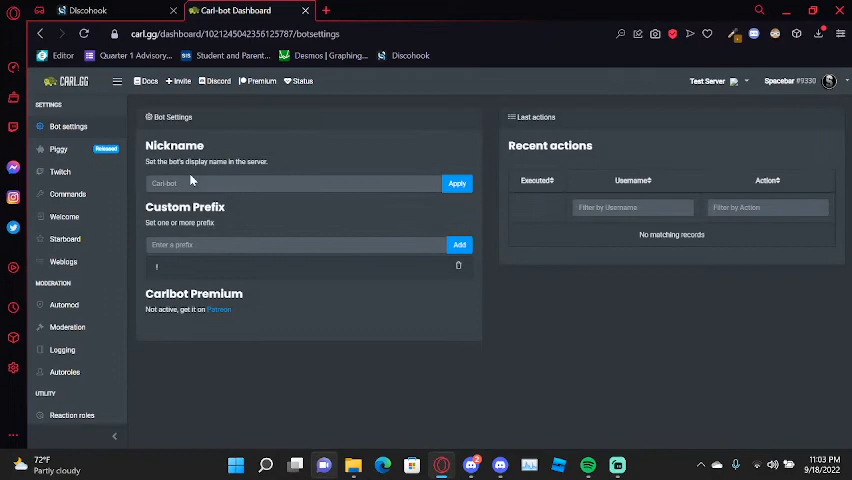 Discohook
Carl-bot Dashboard
carl.gg/dashboard/1021245042356125787/botsettings
Editor
Quarter 1 Advisory...
SIS
Student and Parent...
Desmos | Graphing...
Discohook
CARL.GG
Docs
Invite
Discord
Premium
Status
Test Server
Spacebar #9330
SETTINGS
Bot settings
Piggy
Released
Twitch
Commands
Welcome
Starboard
Weblogs
MODERATION
Automod
Moderation
Logging
Autoroles
UTILITY
Reaction roles
Bot Settings
Nickname
Set the bot's display name in the server.
Carl-bot
Apply
Custom Prefix
Set one or more prefix
Enter a prefix
Add
!
Carlbot Premium
Not active, get it on Patreon
Last actions
Recent actions
Executed
Username
Action
Filter by Username
Filter by Action
No matching records
72°F
Partly cloudy
2
11:03 PM
9/18/2022